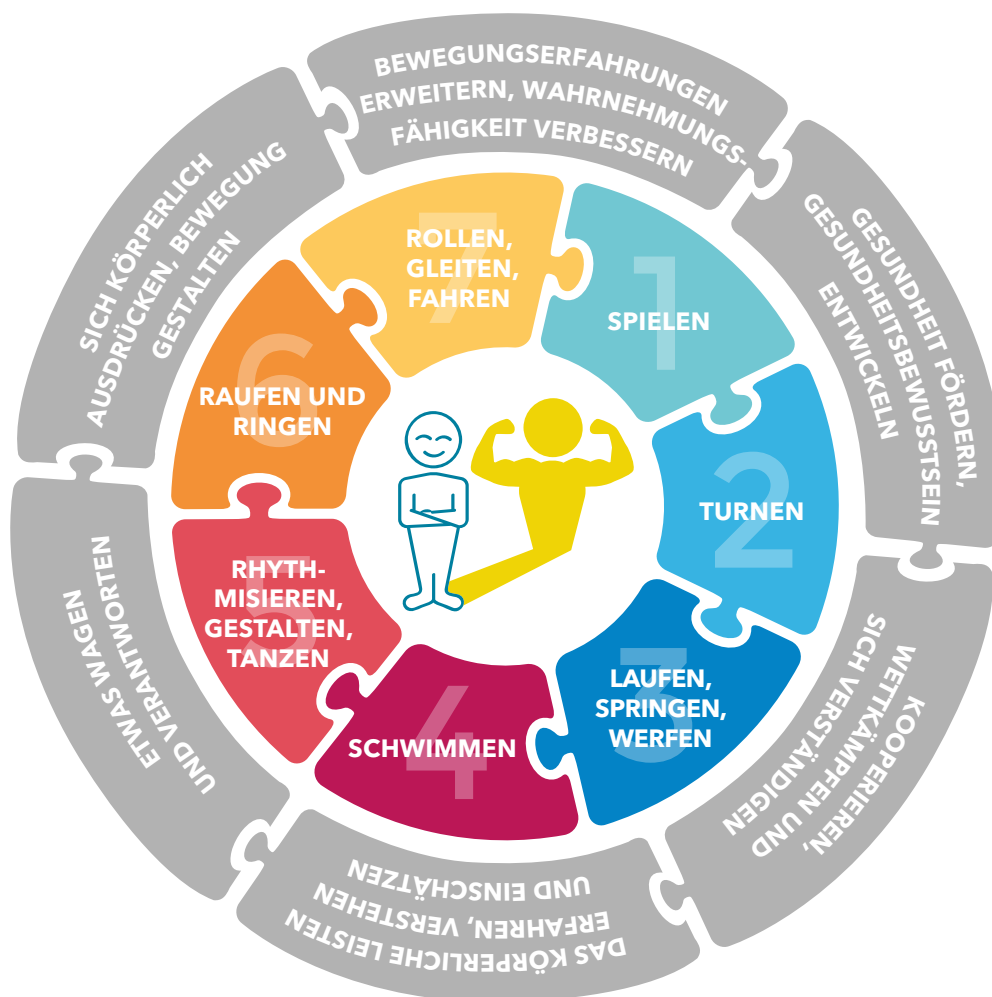 BEWEGUNGSERFAHRUNGEN
ERWEITERN, WAHRNEHMUNGS-
FÄHIGKEIT VERBESSERN
GESUNDHEIT FÖRDERN,
GESUNDHEITSBEWUSSTSEIN
ENTWICKELN
KOOPERIEREN,
WETTKÄMPFEN UND
SICH VERSTÄNDIGEN
DAS KÖRPERLICHE LEISTEN
ERFAHREN, VERSTEHEN
UND EINSCHÄTZEN
ETWAS WAGEN
UND VERANTWORTEN
SICH KÖRPERLICH
AUSDRÜCKEN, BEWEGUNG
GESTALTEN
1
SPIELEN
2
TURNEN
3
LAUFEN,
SPRINGEN,
WERFEN
4
SCHWIMMEN
5
RHYTH-
MISIEREN,
GESTALTEN,
TANZEN
6
RAUFEN UND
RINGEN
7
ROLLEN,
GLEITEN,
FAHREN